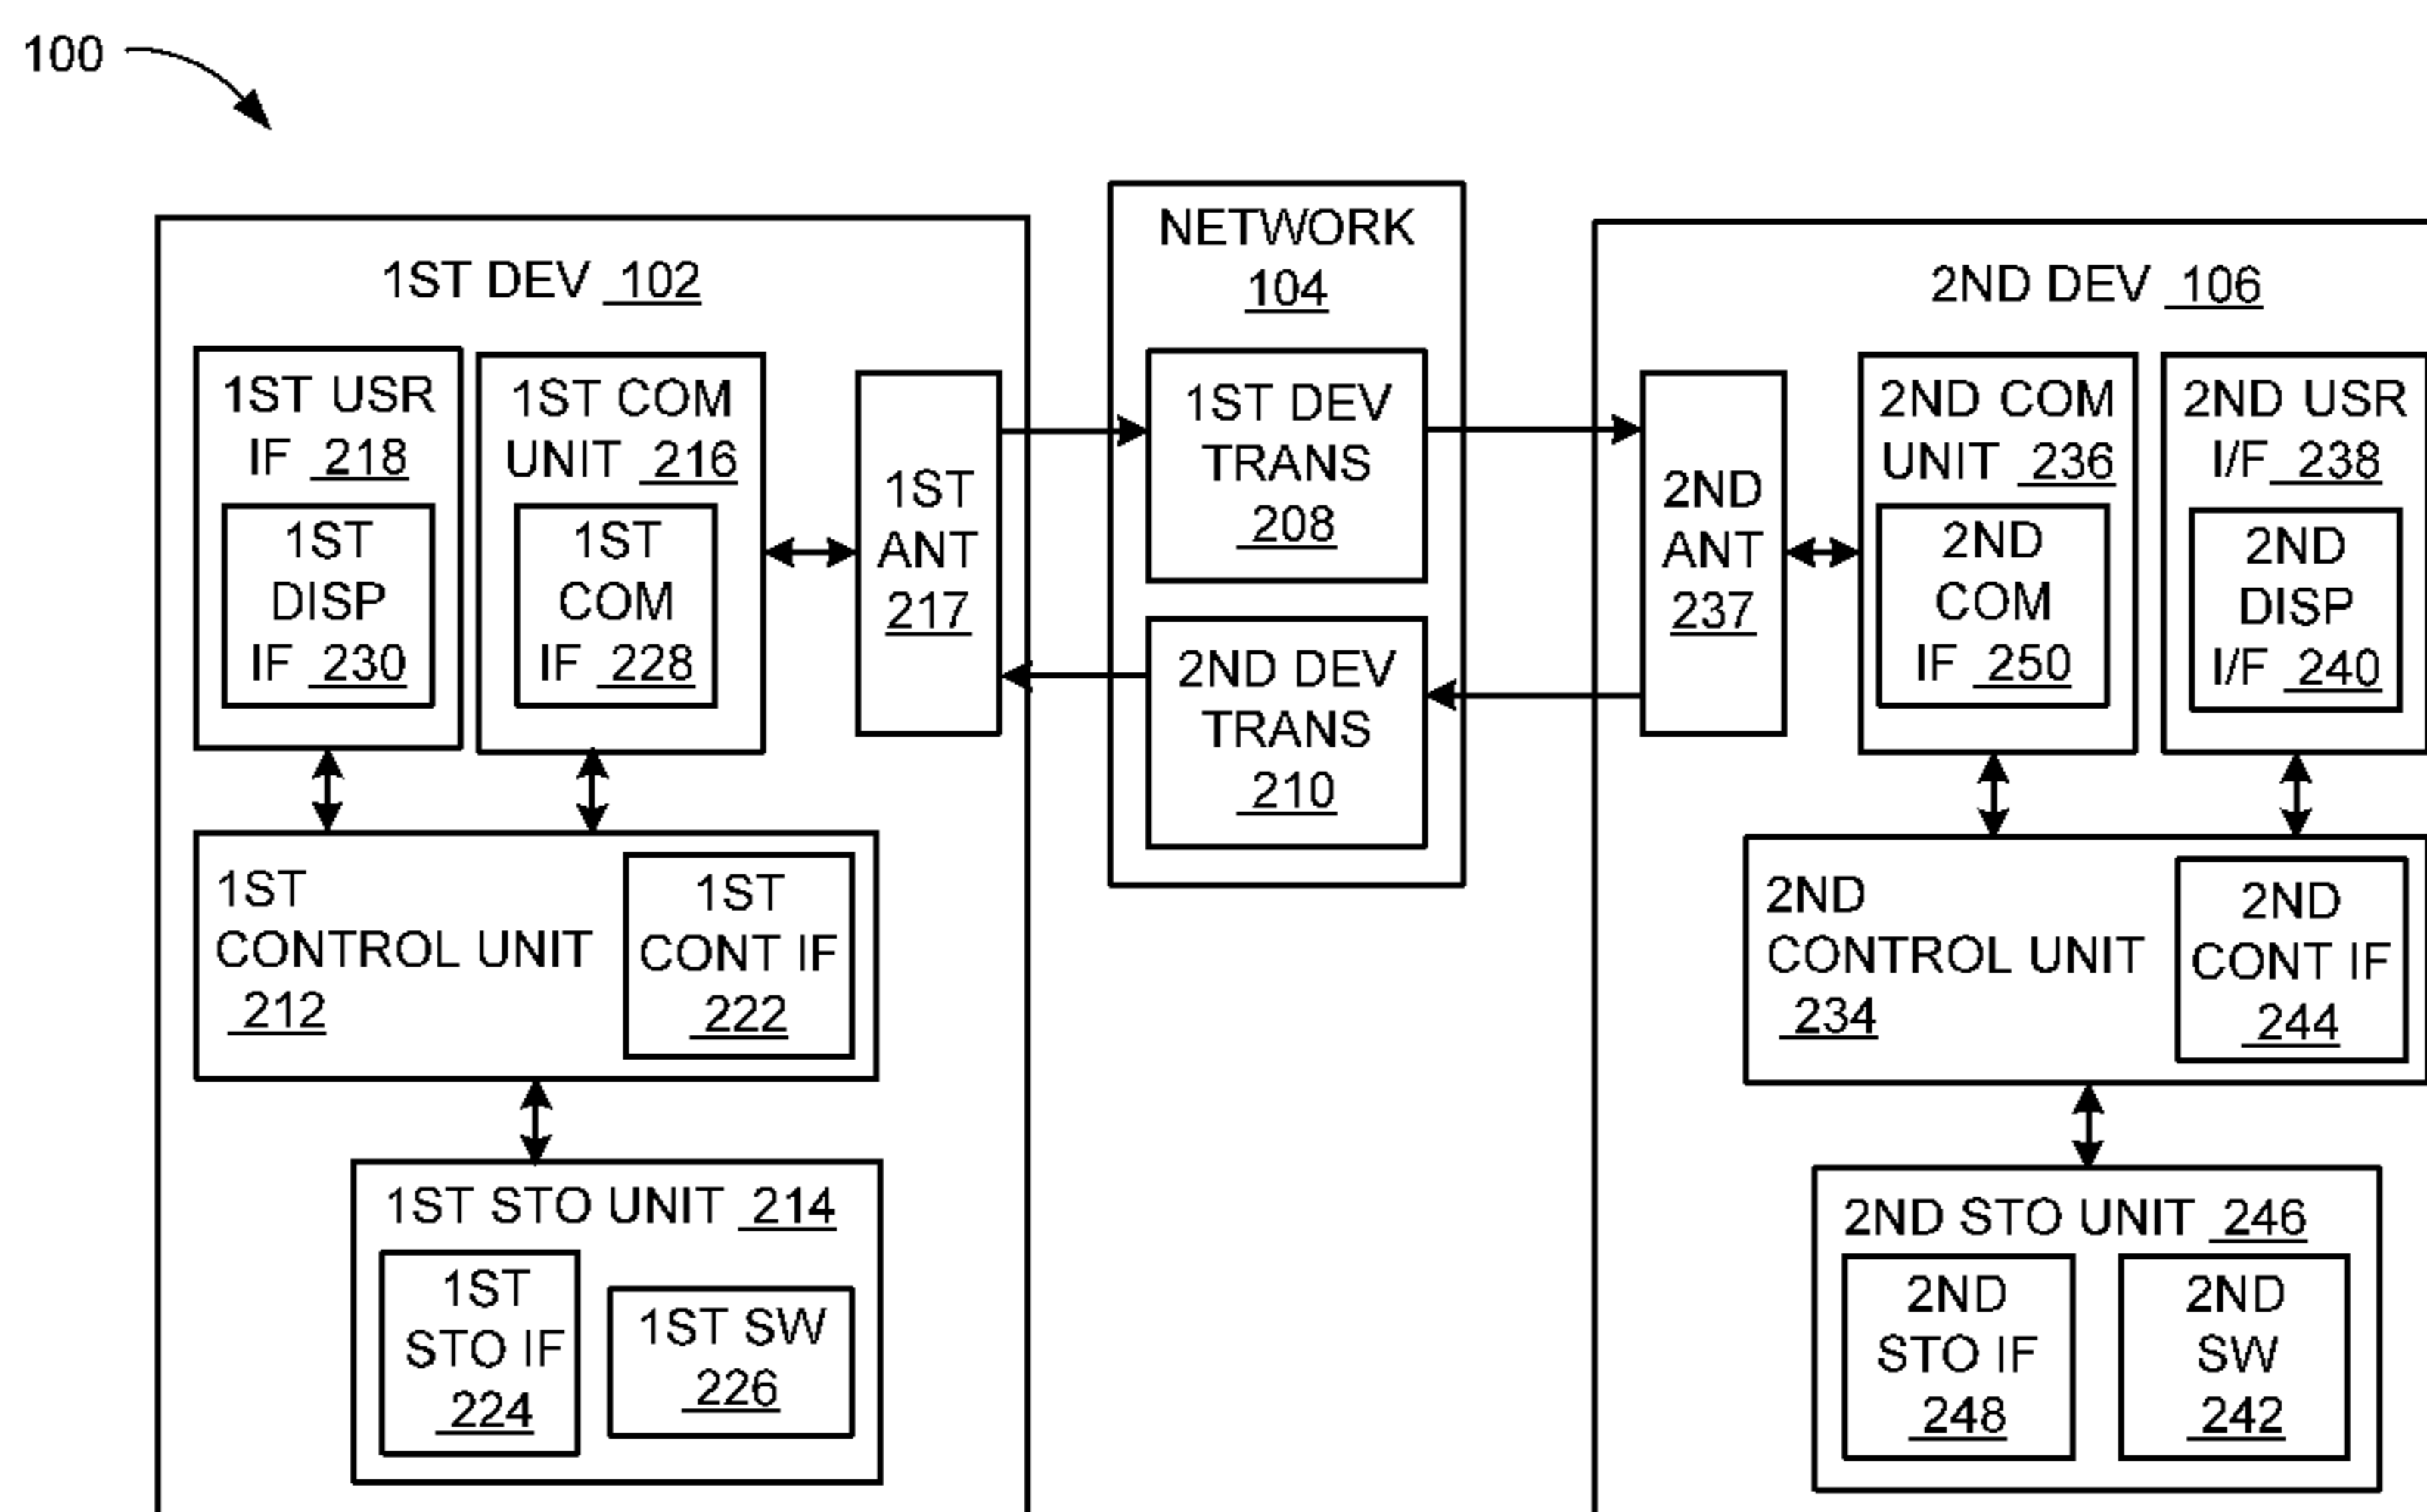 100
1ST DEV 102
1ST USR
IF 218
1ST
DISP
IF 230
1ST COM
UNIT 216
1ST
COM
IF 228
1ST
ANT
217
1ST
CONTROL UNIT
212
1ST
CONT IF
222
1ST STO UNIT 214
1ST
STO IF
224
1ST SW
226
NETWORK
104
1ST DEV
TRANS
208
2ND DEV
TRANS
210
2ND DEV 106
2ND
ANT
237
2ND COM
UNIT 236
2ND
COM
IF 250
2ND USR
I/F 238
2ND
DISP
I/F 240
2ND
CONTROL UNIT
234
2ND
CONT IF
244
2ND STO UNIT 246
2ND
STO IF
248
2ND
SW
242